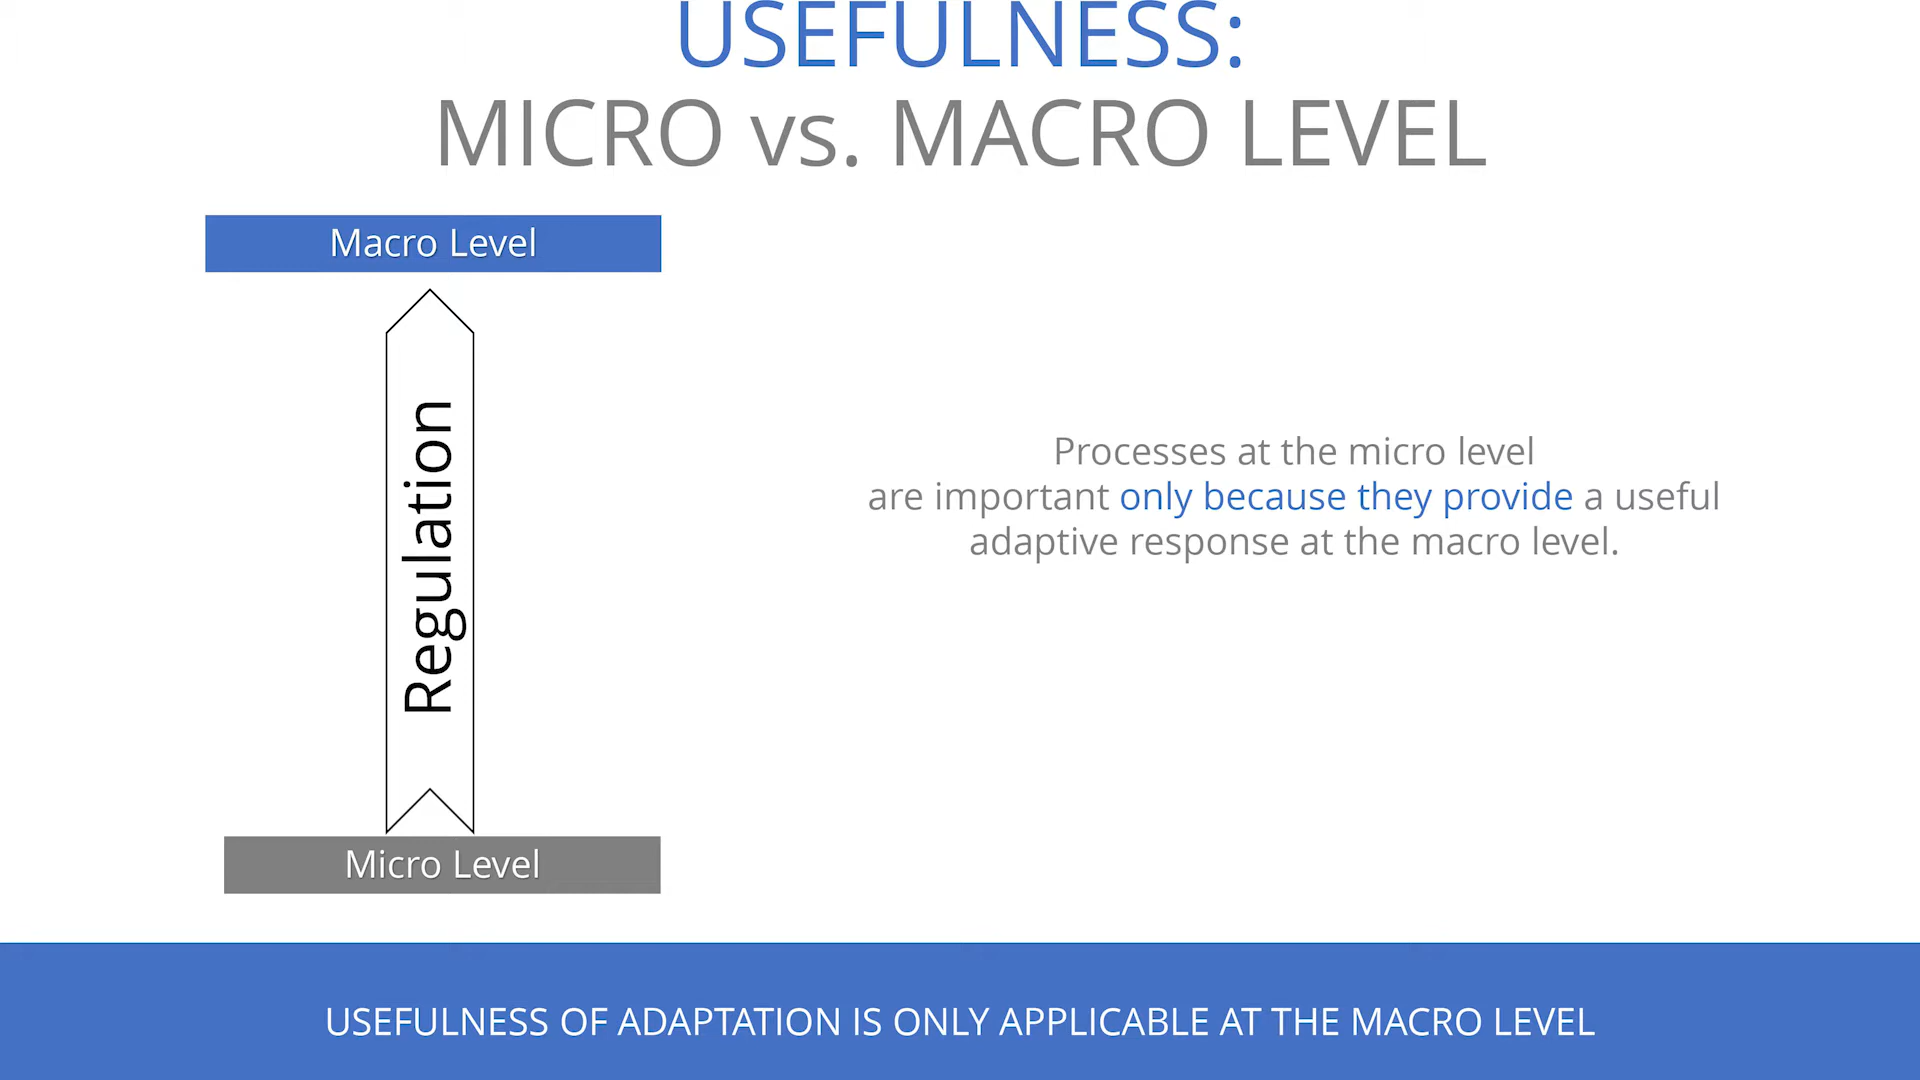 USEFULNESS:
MICRO vs. MACRO LEVEL
Macro Level
Regulation
Micro Level
Processes at the micro level
are important only because they provide a useful
adaptive response at the macro level.
USEFULNESS OF ADAPTATION IS ONLY APPLICABLE AT THE MACRO LEVEL